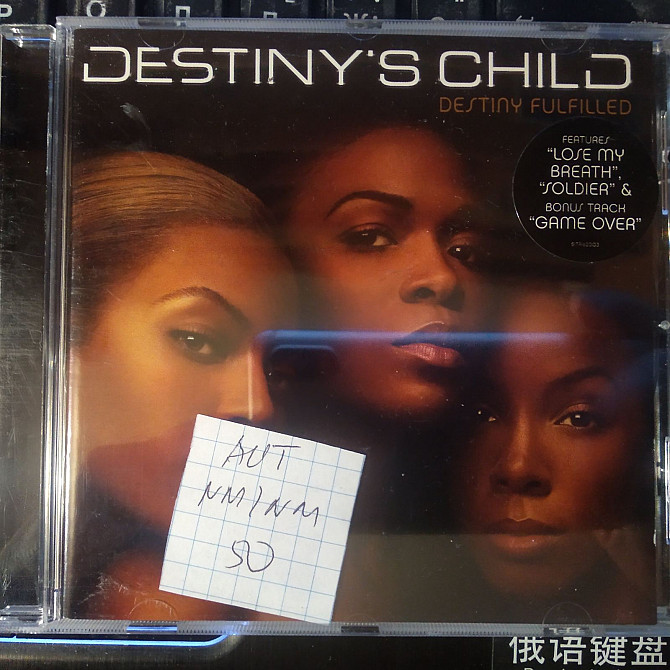 DESTINY'S CHILD
DESTINY FULFILLED
FEATURES
"LOSE MY
BREATH",
"SOLDIER" &
BONUS TRACK
"GAME OVER"
AUT
NM/NM
俄语键盘